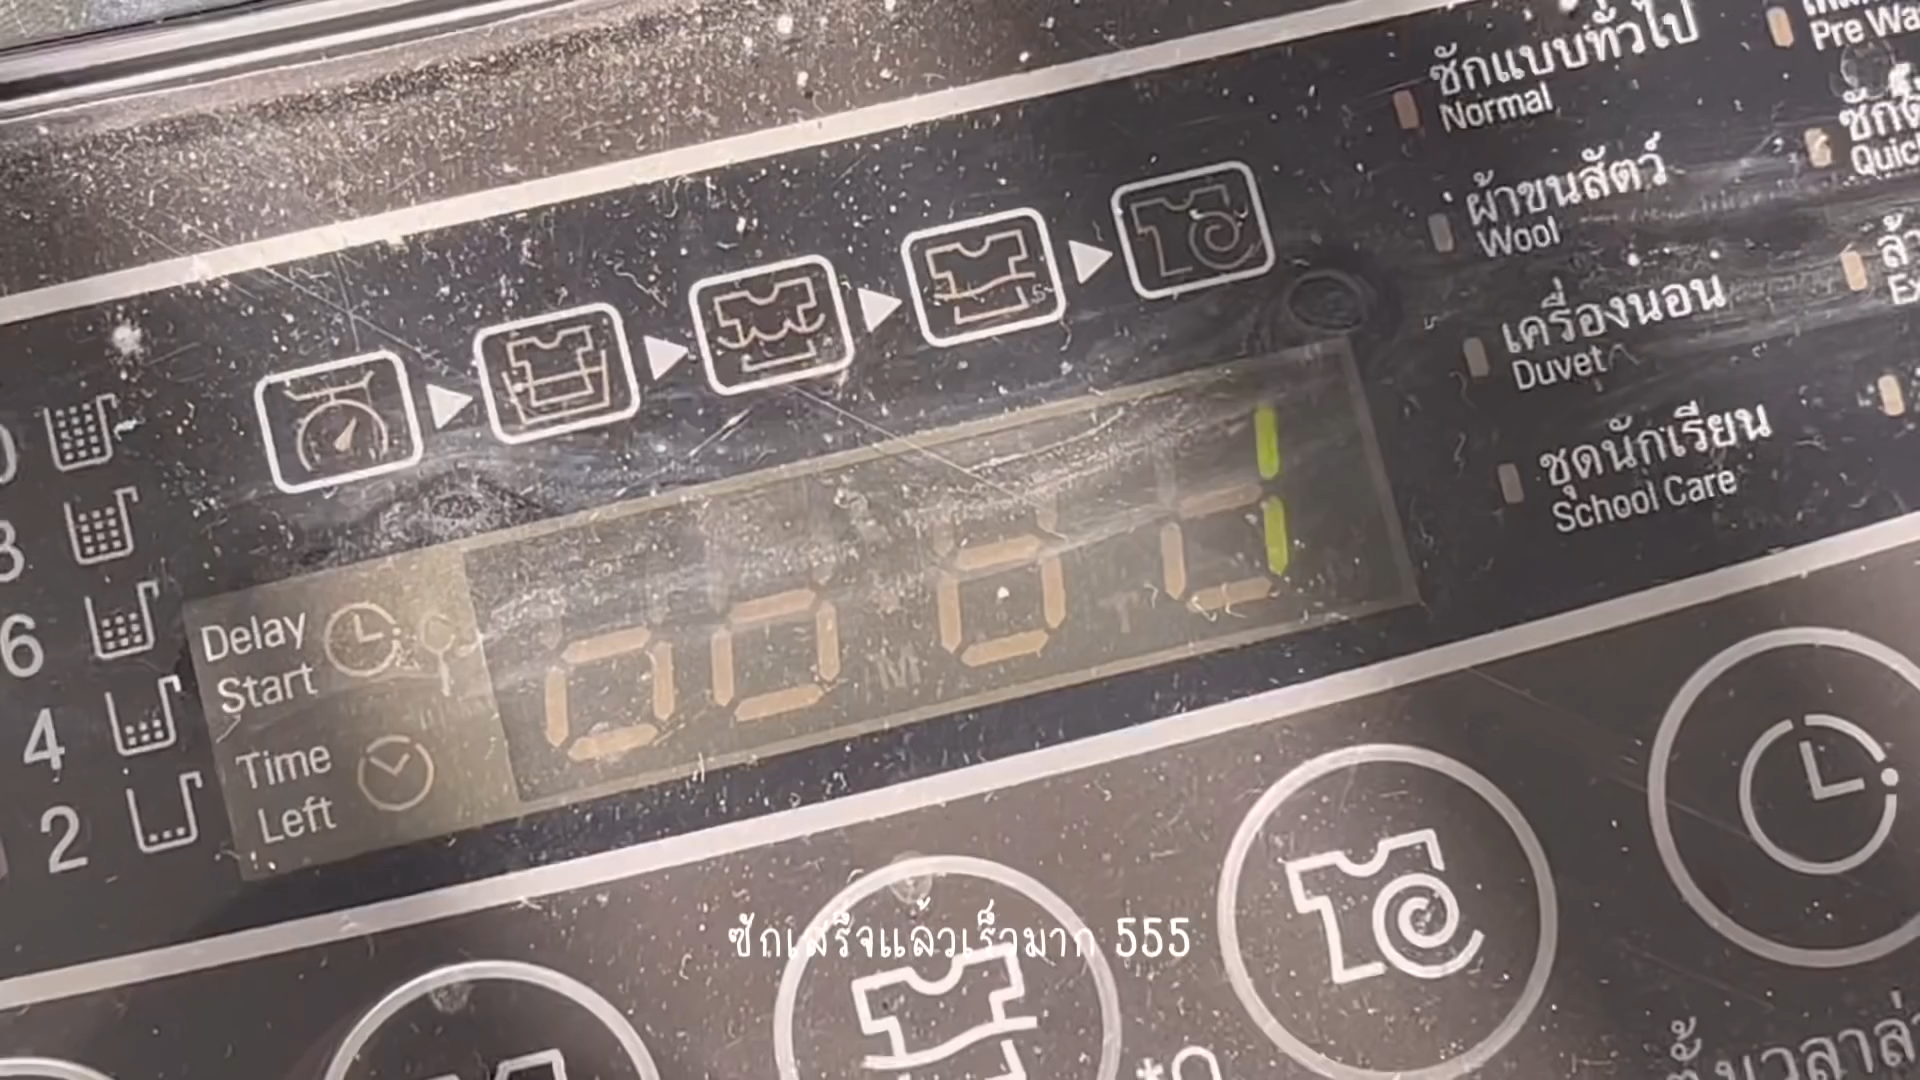 ซักแบบทั่วไป
Normal
Pre Wa
ผ้าขนสัตว์
Wool
Quic
เครื่องนอน
Duvet
ชุดนักเรียน
School Care
6
4
2
Delay
Start
Time
Left
1
ซักเสร็จแล้วเร็วมาก 555